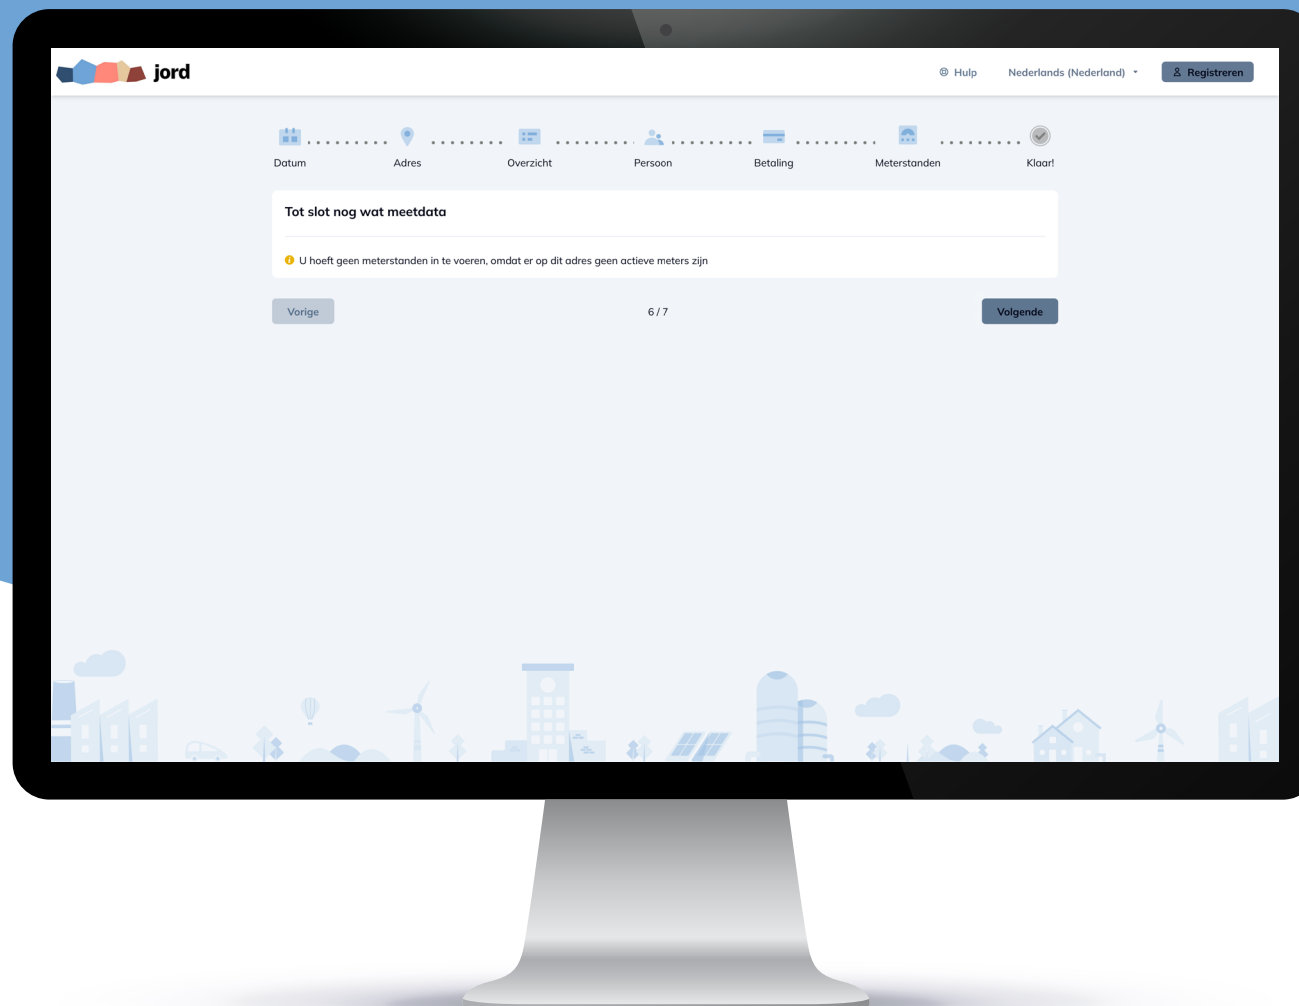 jord
Hulp
Nederlands (Nederland)
Registreren
Datum
Adres
Overzicht
Persoon
Betaling
Meterstanden
Klaar!
Tot slot nog wat meetdata
U hoeft geen meterstanden in te voeren, omdat er op dit adres geen actieve meters zijn
Vorige
6 / 7
Volgende